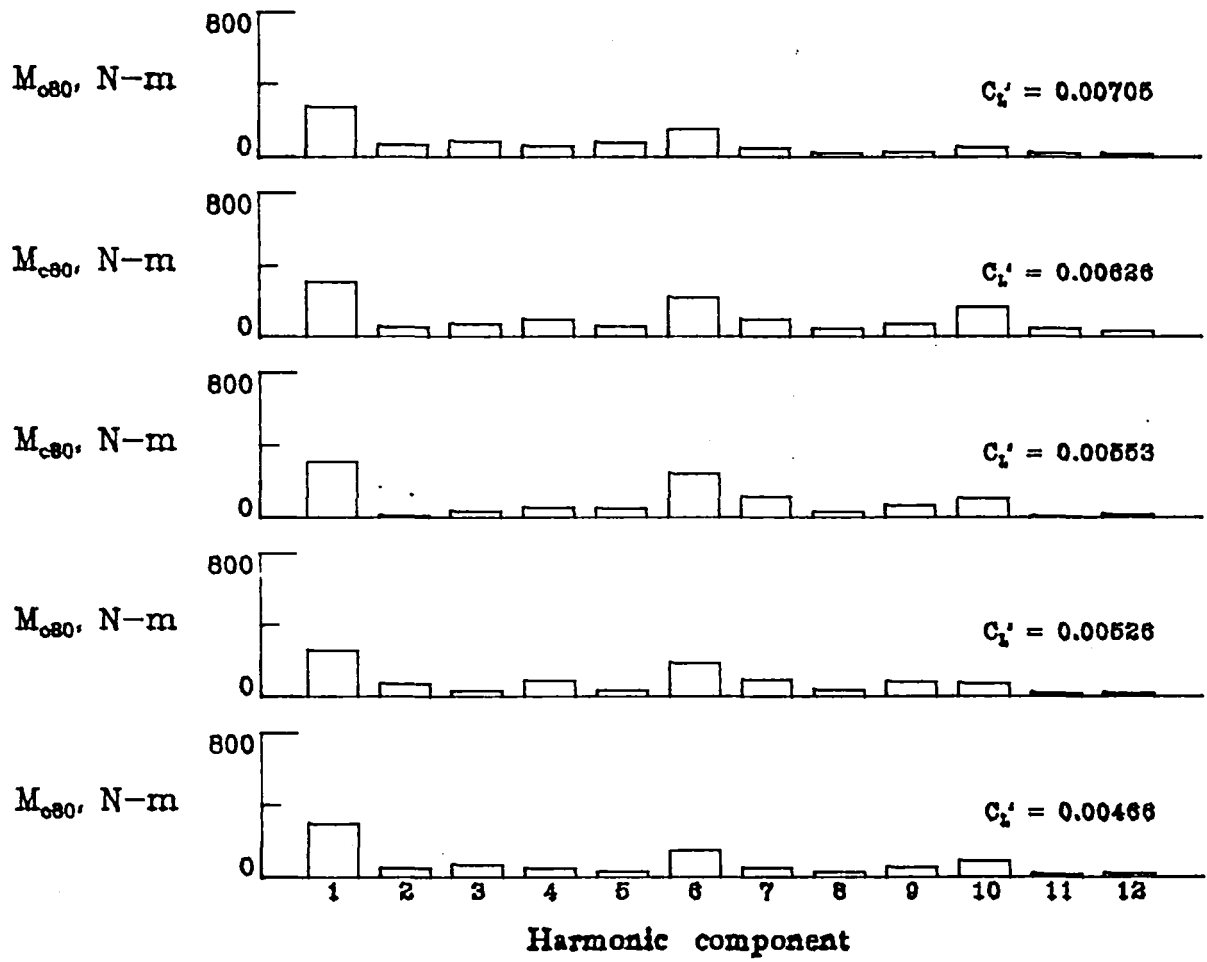 800
M_c80, N-m
C_L' = 0.00705
0
800
M_c80, N-m
C_L' = 0.00626
0
800
M_c80, N-m
C_L' = 0.00553
0
800
M_c80, N-m
C_L' = 0.00526
0
800
M_c80, N-m
C_L' = 0.00466
0
1 2 3 4 5 6 7 8 9 10 11 12
Harmonic component